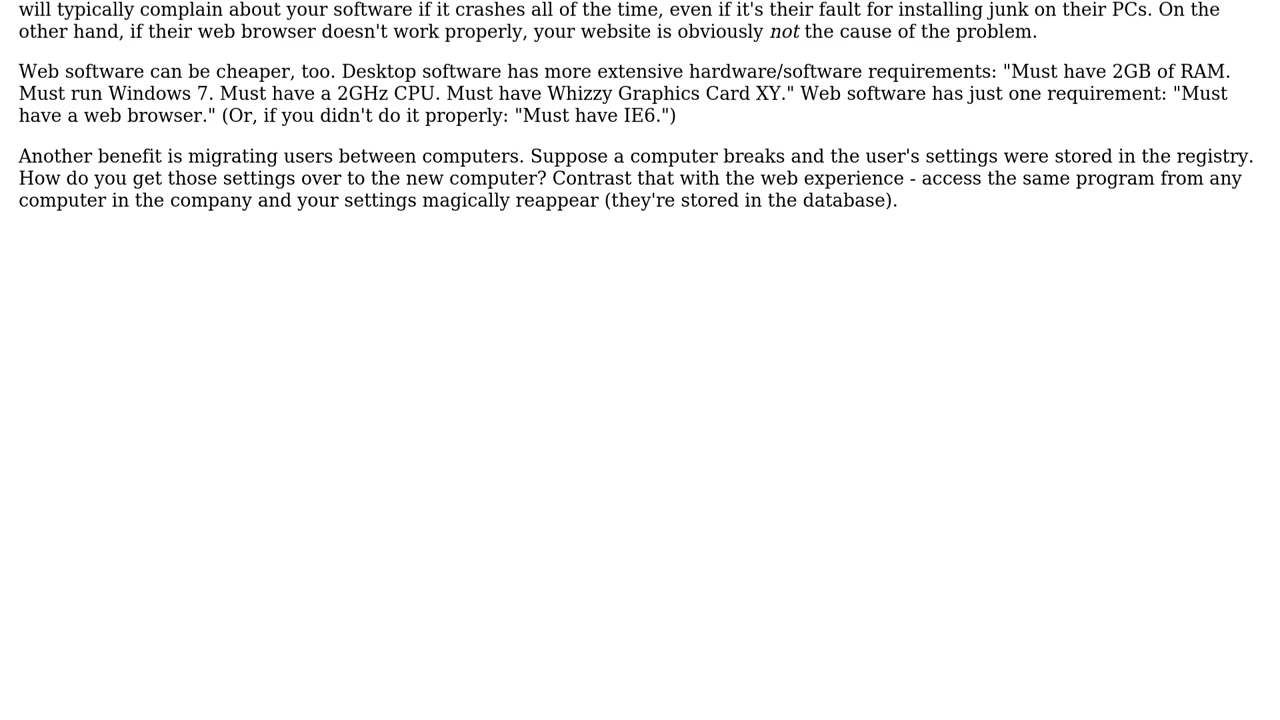 will typically complain about your software if it crashes all of the time, even if it's their fault for installing junk on their PCs. On the
other hand, if their web browser doesn't work properly, your website is obviously not the cause of the problem.
Web software can be cheaper, too. Desktop software has more extensive hardware/software requirements: "Must have 2GB of RAM.
Must run Windows 7. Must have a 2GHz CPU. Must have Whizzy Graphics Card XY." Web software has just one requirement: "Must
have a web browser." (Or, if you didn't do it properly: "Must have IE6.")
Another benefit is migrating users between computers. Suppose a computer breaks and the user's settings were stored in the registry.
How do you get those settings over to the new computer? Contrast that with the web experience - access the same program from any
computer in the company and your settings magically reappear (they're stored in the database).